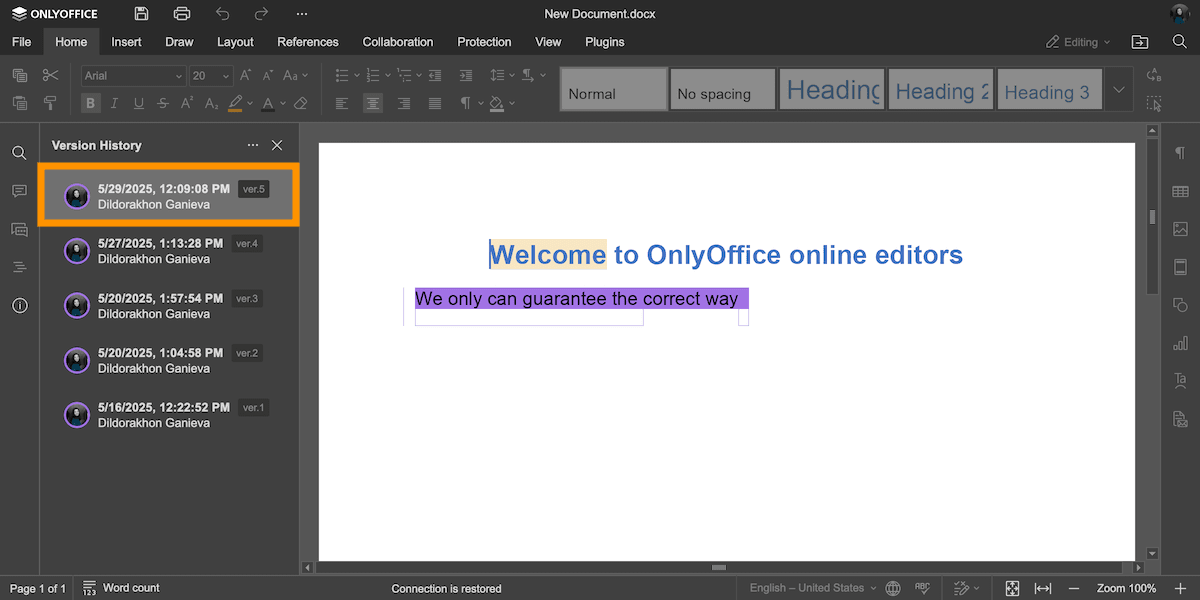 ONLYOFFICE
New Document.docx
File Home Insert Draw Layout References Collaboration Protection View Plugins Editing
Arial 20 Aa
B I U S A² A₂ A
Normal No spacing Heading Heading 2 Heading 3
Version History
5/29/2025, 12:09:08 PM ver.5
Dildorakhon Ganieva
5/27/2025, 1:13:28 PM ver.4
Dildorakhon Ganieva
5/20/2025, 1:57:54 PM ver.3
Dildorakhon Ganieva
5/20/2025, 1:04:58 PM ver.2
Dildorakhon Ganieva
5/16/2025, 12:22:52 PM ver.1
Dildorakhon Ganieva
Welcome to OnlyOffice online editors
We only can guarantee the correct way
Page 1 of 1 123 Word count Connection is restored English – United States ABC Zoom 100%